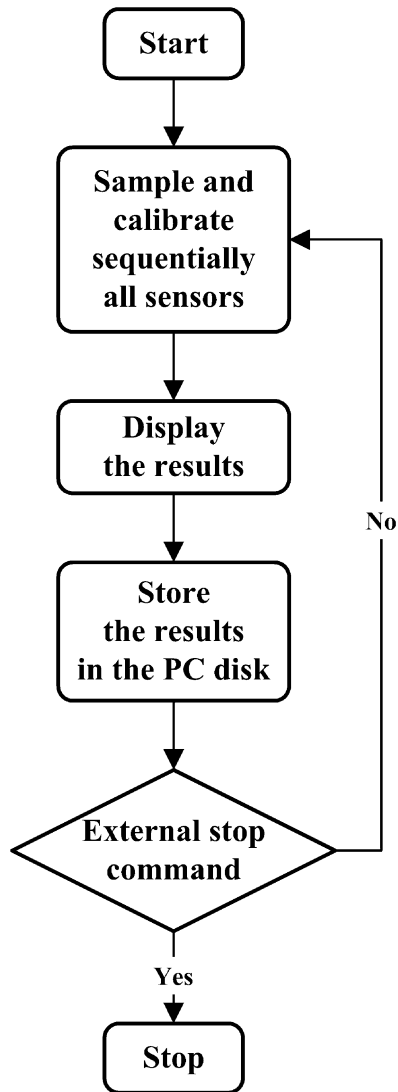 Start
Sample and
calibrate
sequentially
all sensors
Display
the results
Store
the results
in the PC disk
No
External stop
command
Yes
Stop